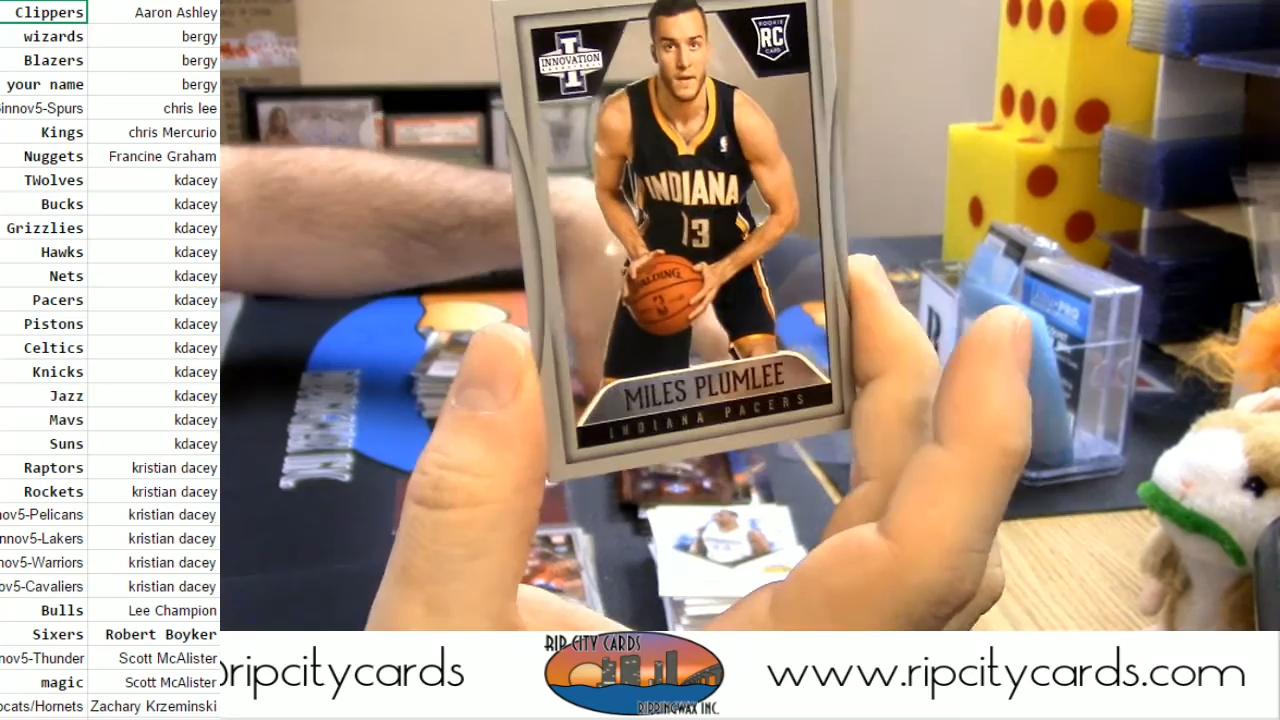 Clippers Aaron Ashley
wizards bergy
Blazers bergy
your name bergy
innov5-Spurs chris lee
Kings chris Mercurio
Nuggets Francine Graham
TWolves kdacey
Bucks kdacey
Grizzlies kdacey
Hawks kdacey
Nets kdacey
Pacers kdacey
Pistons kdacey
Celtics kdacey
Knicks kdacey
Jazz kdacey
Mavs kdacey
Suns kdacey
Raptors kristian dacey
Rockets kristian dacey
nov5-Pelicans kristian dacey
nnov5-Lakers kristian dacey
nov5-Warriors kristian dacey
ov5-Cavaliers kristian dacey
Bulls Lee Champion
Sixers Robert Boyker
nov5-Thunder Scott McAlister
magic Scott McAlister
ocats/Hornets Zachary Krzeminski
INNOVATION
BASKETBALL
ROOKIE
RC
CARD
INDIANA
13
SPALDING
MILES PLUMLEE
INDIANA PACERS
ripcitycards
RIP CITY CARDS
RIPPINGWAX INC.
www.ripcitycards.com